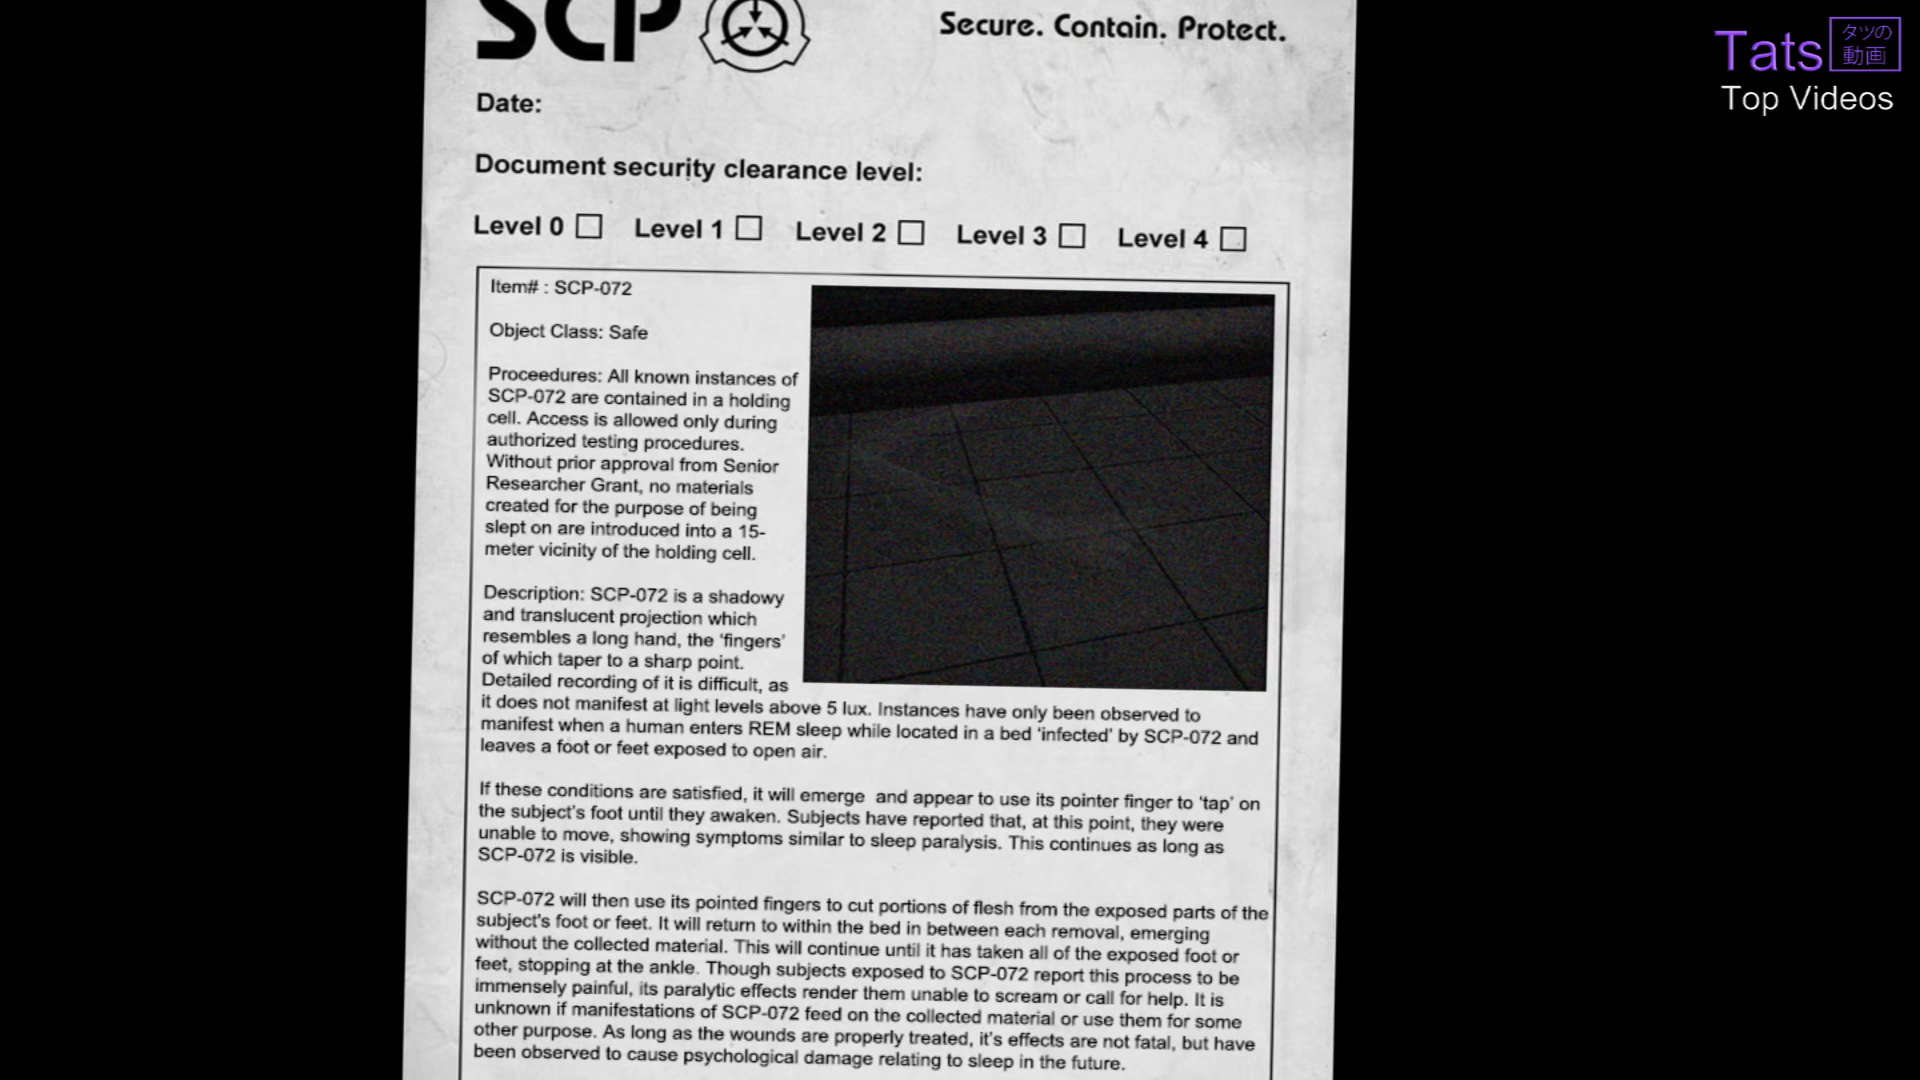 SCP
Secure. Contain. Protect.
Tats タツの動画
Top Videos
Date:
Document security clearance level:
Level 0 Level 1 Level 2 Level 3 Level 4
Item# : SCP-072
Object Class: Safe
Proceedures: All known instances of
SCP-072 are contained in a holding
cell. Access is allowed only during
authorized testing procedures.
Without prior approval from Senior
Researcher Grant, no materials
created for the purpose of being
slept on are introduced into a 15-
meter vicinity of the holding cell.
Description: SCP-072 is a shadowy
and translucent projection which
resembles a long hand, the ‘fingers’
of which taper to a sharp point.
Detailed recording of it is difficult, as
it does not manifest at light levels above 5 lux. Instances have only been observed to
manifest when a human enters REM sleep while located in a bed ‘infected’ by SCP-072 and
leaves a foot or feet exposed to open air.
If these conditions are satisfied, it will emerge and appear to use its pointer finger to ‘tap’ on
the subject’s foot until they awaken. Subjects have reported that, at this point, they were
unable to move, showing symptoms similar to sleep paralysis. This continues as long as
SCP-072 is visible.
SCP-072 will then use its pointed fingers to cut portions of flesh from the exposed parts of the
subject's foot or feet. It will return to within the bed in between each removal, emerging
without the collected material. This will continue until it has taken all of the exposed foot or
feet, stopping at the ankle. Though subjects exposed to SCP-072 report this process to be
immensely painful, its paralytic effects render them unable to scream or call for help. It is
unknown if manifestations of SCP-072 feed on the collected material or use them for some
other purpose. As long as the wounds are properly treated, it’s effects are not fatal, but have
been observed to cause psychological damage relating to sleep in the future.